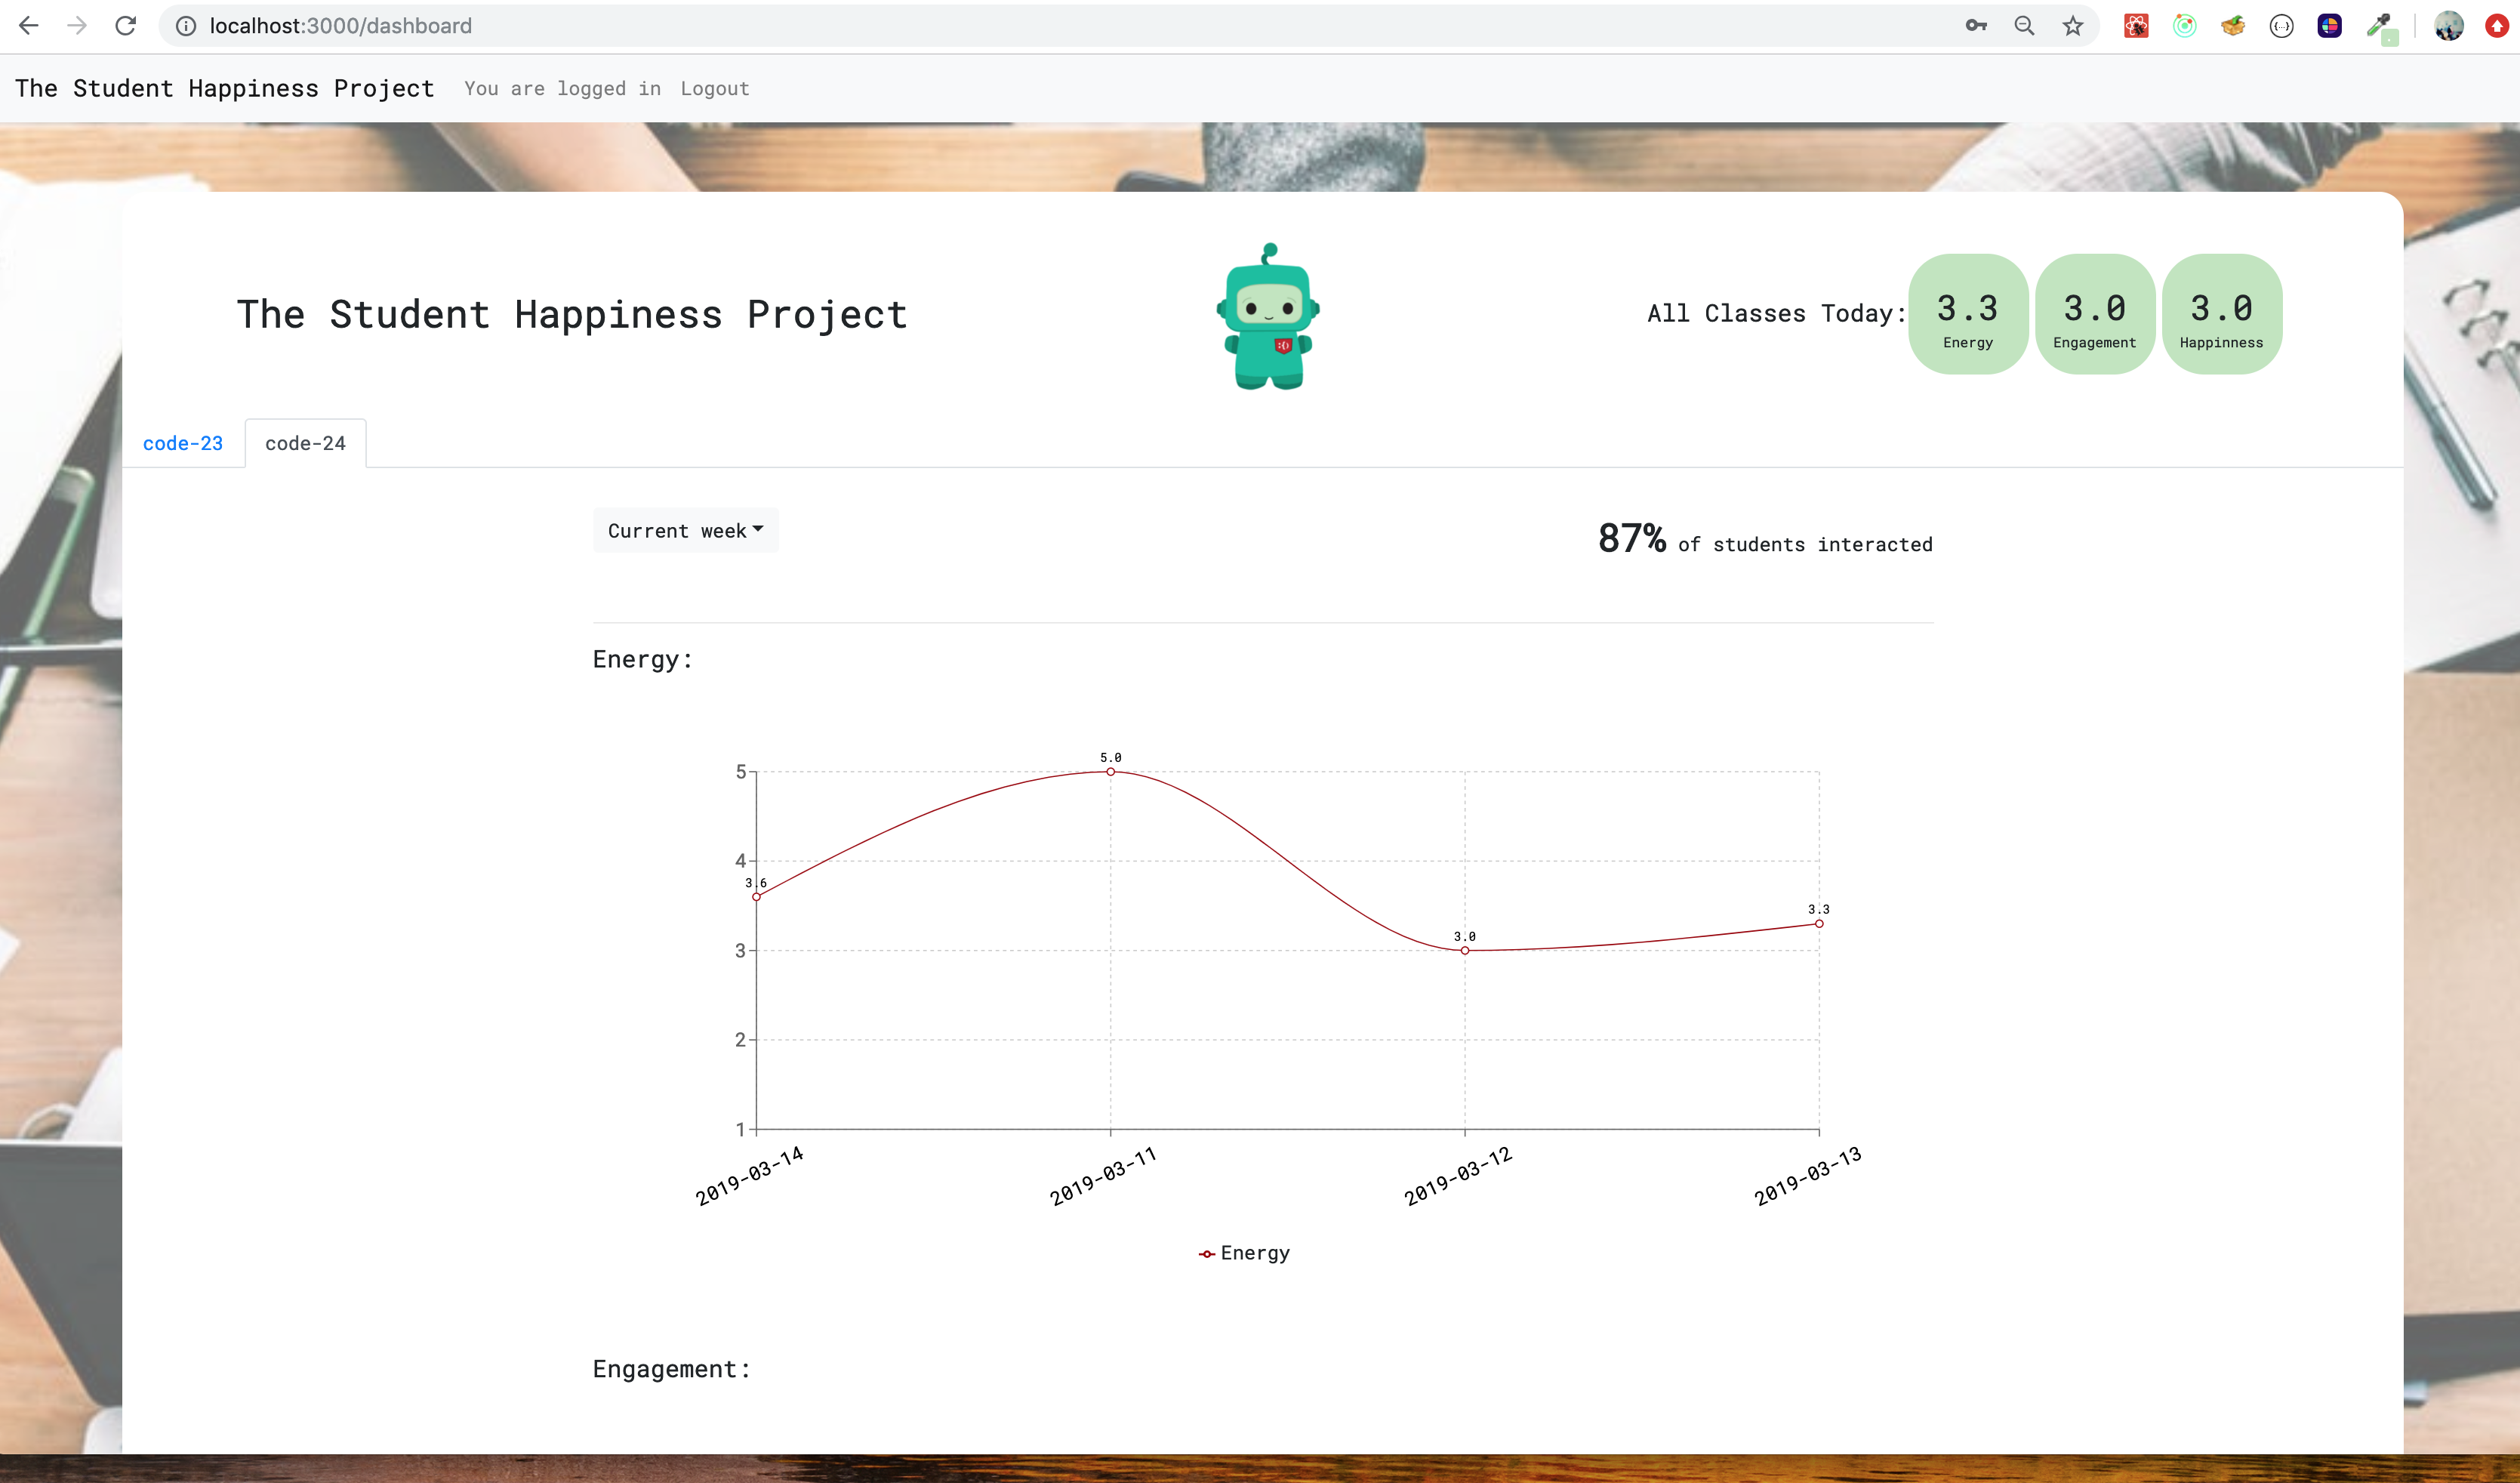 localhost:3000/dashboard
The Student Happiness Project You are logged in Logout
The Student Happiness Project
All Classes Today:
3.3
Energy
3.0
Engagement
3.0
Happinness
code-23
code-24
Current week
87% of students interacted
Energy:
5
4
3
2
1
3.6
5.0
3.0
3.3
2019-03-14
2019-03-11
2019-03-12
2019-03-13
Energy
Engagement: